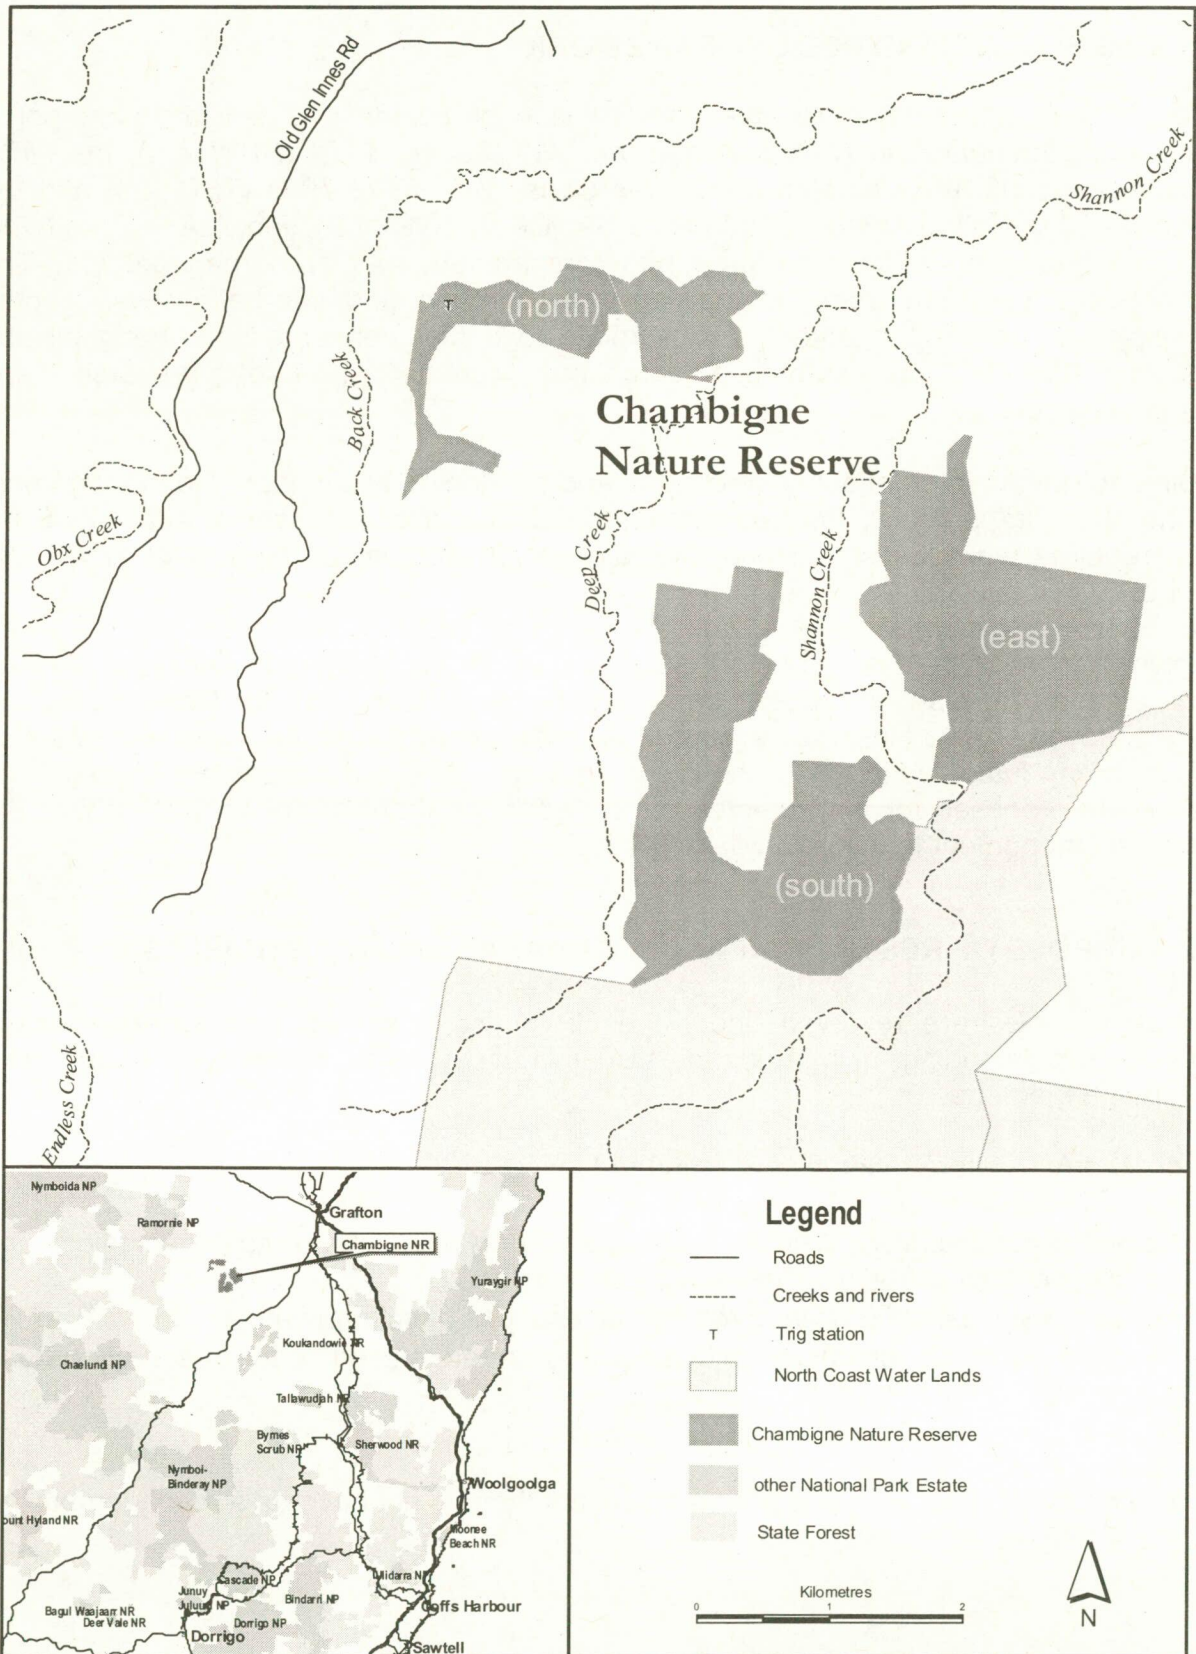 Old Glen Innes Rd
Shannon Creek
T
(north)
Back Creek
Chambigne
Nature Reserve
Obx Creek
Deep Creek
Shannon Creek
(east)
(south)
Endless Creek
Nymboida NP
Ramornie NP
Grafton
Chambigne NR
Yuraygir NP
Koukandowie NR
Chaelundi NP
Tallawudjah NR
Byrnes
Scrub NR
Sherwood NR
Nymboi-
Binderay NP
Woolgoolga
ount Hyland NR
Moonee
Beach NR
Cascade NP
Ulidarra NP
Junuy
Juluum NP
Bindarri NP
Coffs Harbour
Bagul Waajaarr NR
Deer Vale NR
Dorrigo NP
Dorrigo
Sawtell
Legend
Roads
Creeks and rivers
T Trig station
North Coast Water Lands
Chambigne Nature Reserve
other National Park Estate
State Forest
Kilometres
0 1 2
N